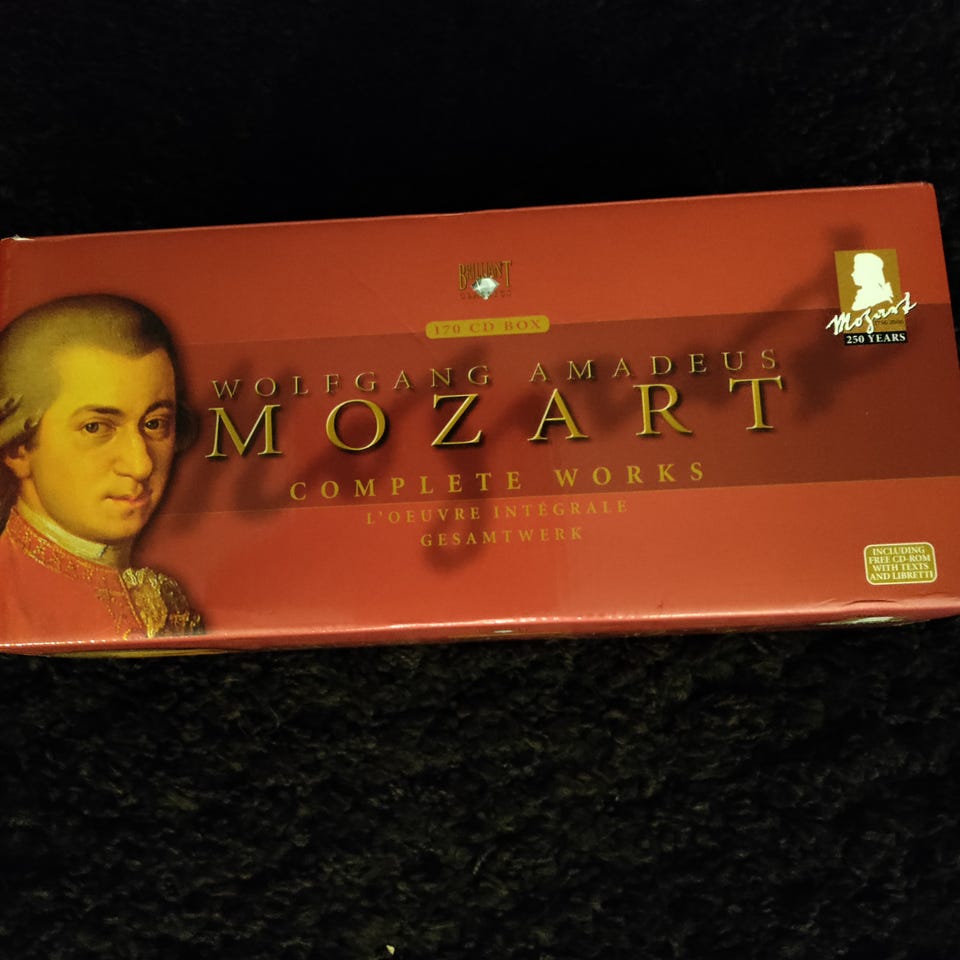 BRILLIANT
CLASSICS
170 CD BOX
WOLFGANG AMADEUS
MOZART
COMPLETE WORKS
L'OEUVRE INTÉGRALE
GESAMTWERK
Mozart
250 YEARS
INCLUDING
FREE CD-ROM
WITH TEXTS
AND LIBRETTI